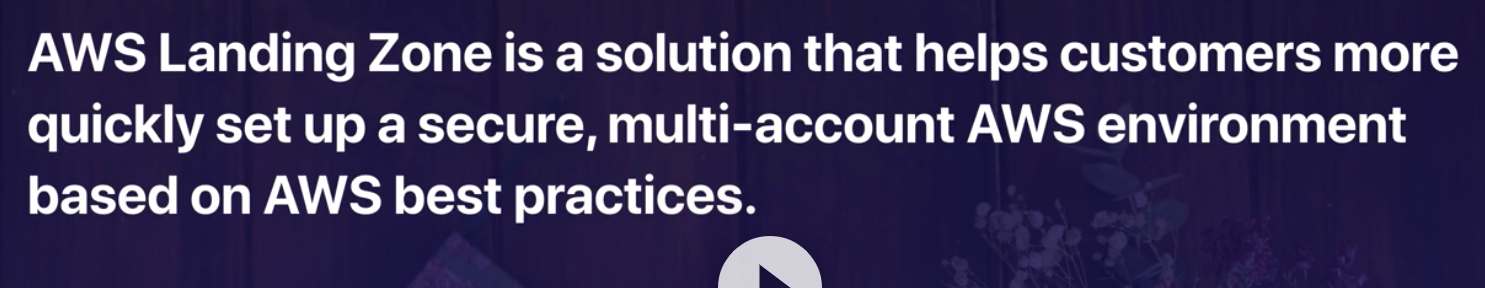 AWS Landing Zone is a solution that helps customers more
quickly set up a secure, multi-account AWS environment
based on AWS best practices.